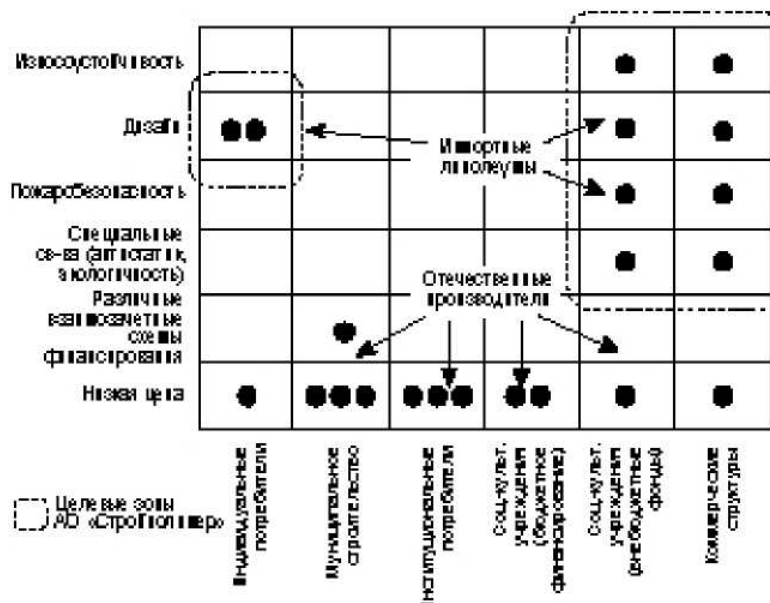 Износоустойчивость
Дизайн
Импортные
линолеумы
Пожаробезопасность
Специальные
св-ва (антистатик,
экологичность)
Отечественные
производители
Различные
взаимозачетные
схемы
финансирования
Низкая цена
Индивидуальные
потребители
Муниципальное
строительство
Институциональные
потребители
Соц.-культ.
учреждения
(бюджетное
финансирование)
Соц.-культ.
учреждения
(внебюджетные
фонды)
Коммерческие
структуры
Целевые зоны
АО «Стройполимер»